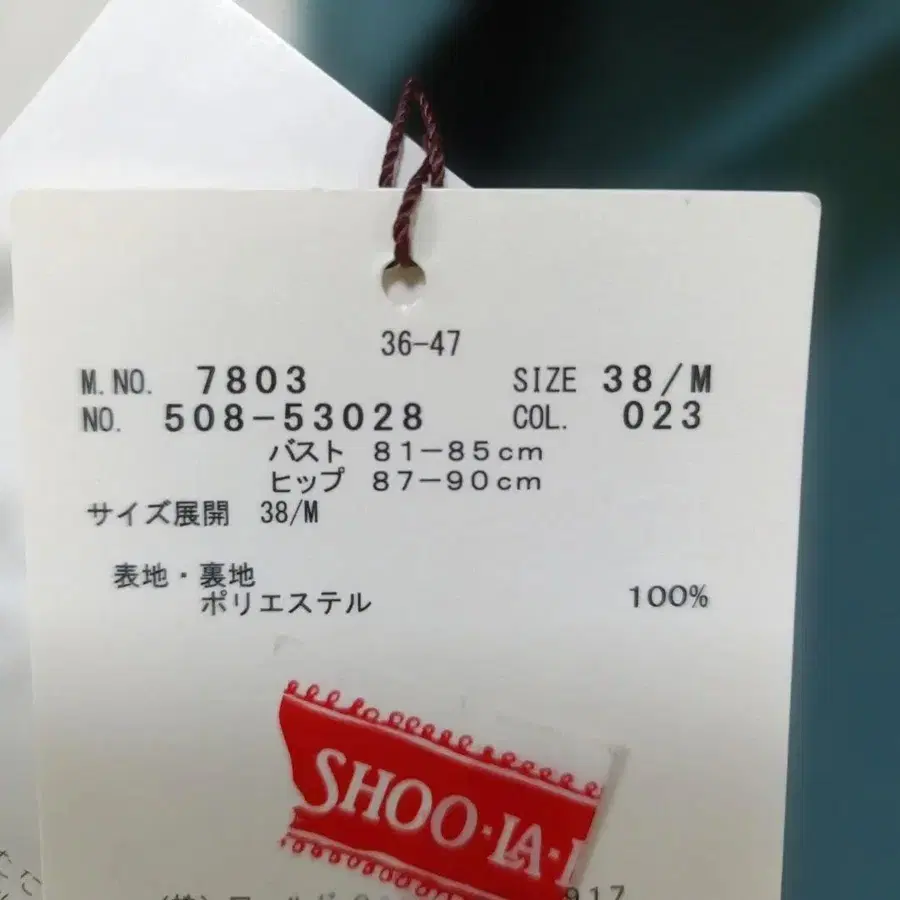 36-47
M.NO. 7803 SIZE 38/M
NO. 508-53028 COL. 023
バスト 81-85cm
ヒップ 87-90cm
サイズ展開 38/M
表地・裏地
ポリエステル 100%
SHOO·LA·
917